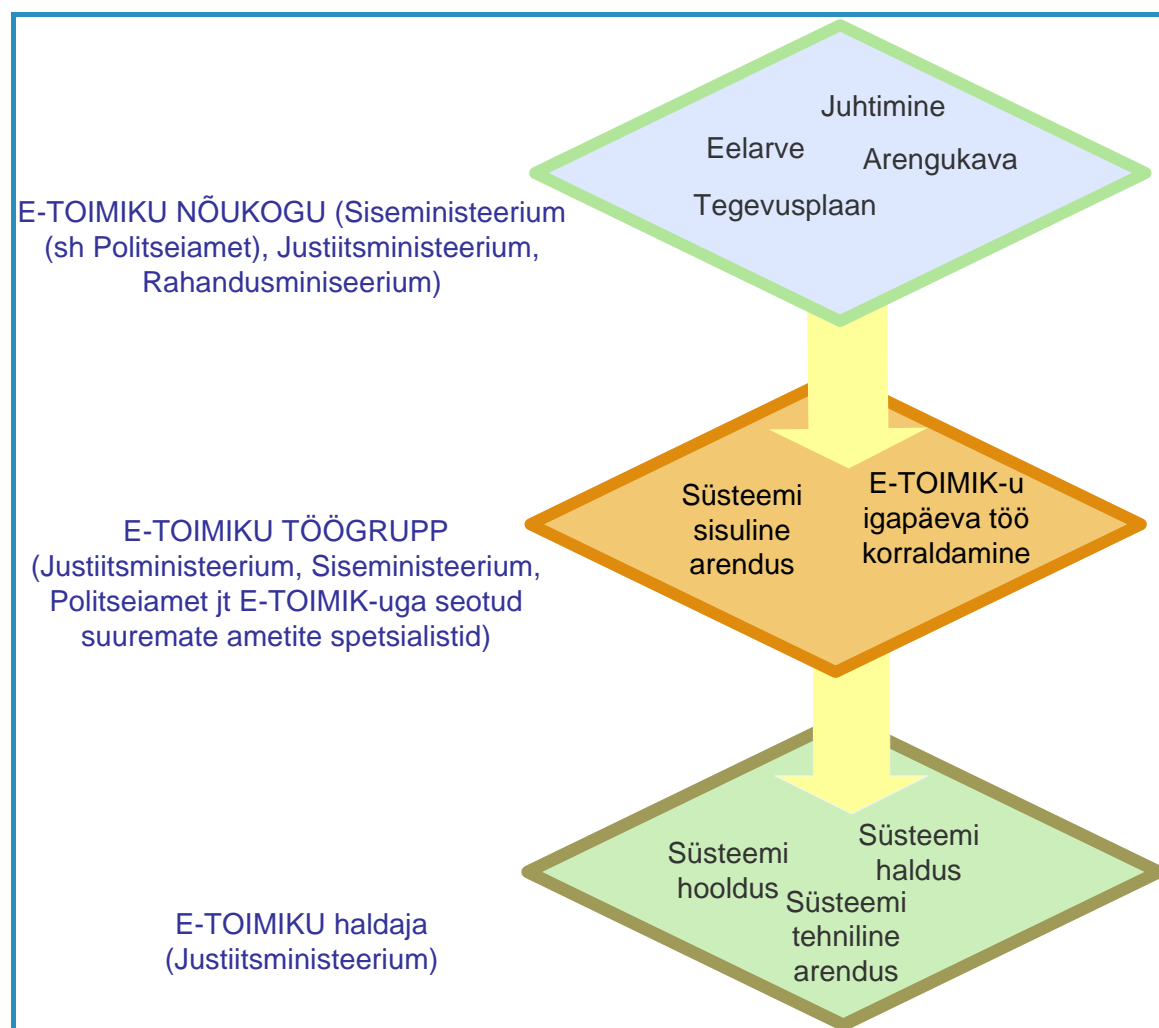 Juhtimine
Eelarve
Arengukava
Tegevusplaan
E-TOIMIKU NÕUKOGU (Siseministeerium
(sh Politseiamet), Justiitsministeerium,
Rahandusminiseerium)
Süsteemi
sisuline
arendus
E-TOIMIK-u
igapäeva töö
korraldamine
E-TOIMIKU TÖÖGRUPP
(Justiitsministeerium, Siseministeerium,
Politseiamet jt E-TOIMIK-uga seotud
suuremate ametite spetsialistid)
Süsteemi
hooldus
Süsteemi
haldus
Süsteemi
tehniline
arendus
E-TOIMIKU haldaja
(Justiitsministeerium)